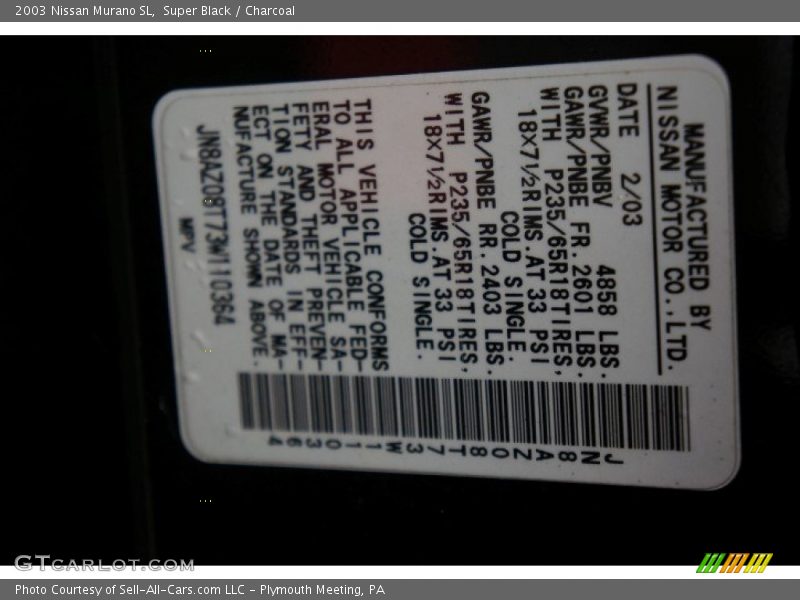 2003 Nissan Murano SL, Super Black / Charcoal
MANUFACTURED BY
NISSAN MOTOR CO.,LTD.
DATE 2/03
GVWR/PNBV 4858 LBS.
GAWR/PNBE FR. 2601 LBS.
WITH P235/65R18TIRES,
18X7½RIMS.AT 33 PSI
COLD SINGLE.
GAWR/PNBE RR. 2403 LBS.
WITH P235/65R18TIRES,
18X7½RIMS.AT 33 PSI
COLD SINGLE.
THIS VEHICLE CONFORMS
TO ALL APPLICABLE FED-
ERAL MOTOR VEHICLE SA-
FETY AND THEFT PREVEN-
TION STANDARDS IN EFF-
ECT ON THE DATE OF MA-
NUFACTURE SHOWN ABOVE.
JN8AZ08T73W110364
MPV
JN8AZ08T73W110364
GTCARLOT.COM
Photo Courtesy of Sell-All-Cars.com LLC - Plymouth Meeting, PA